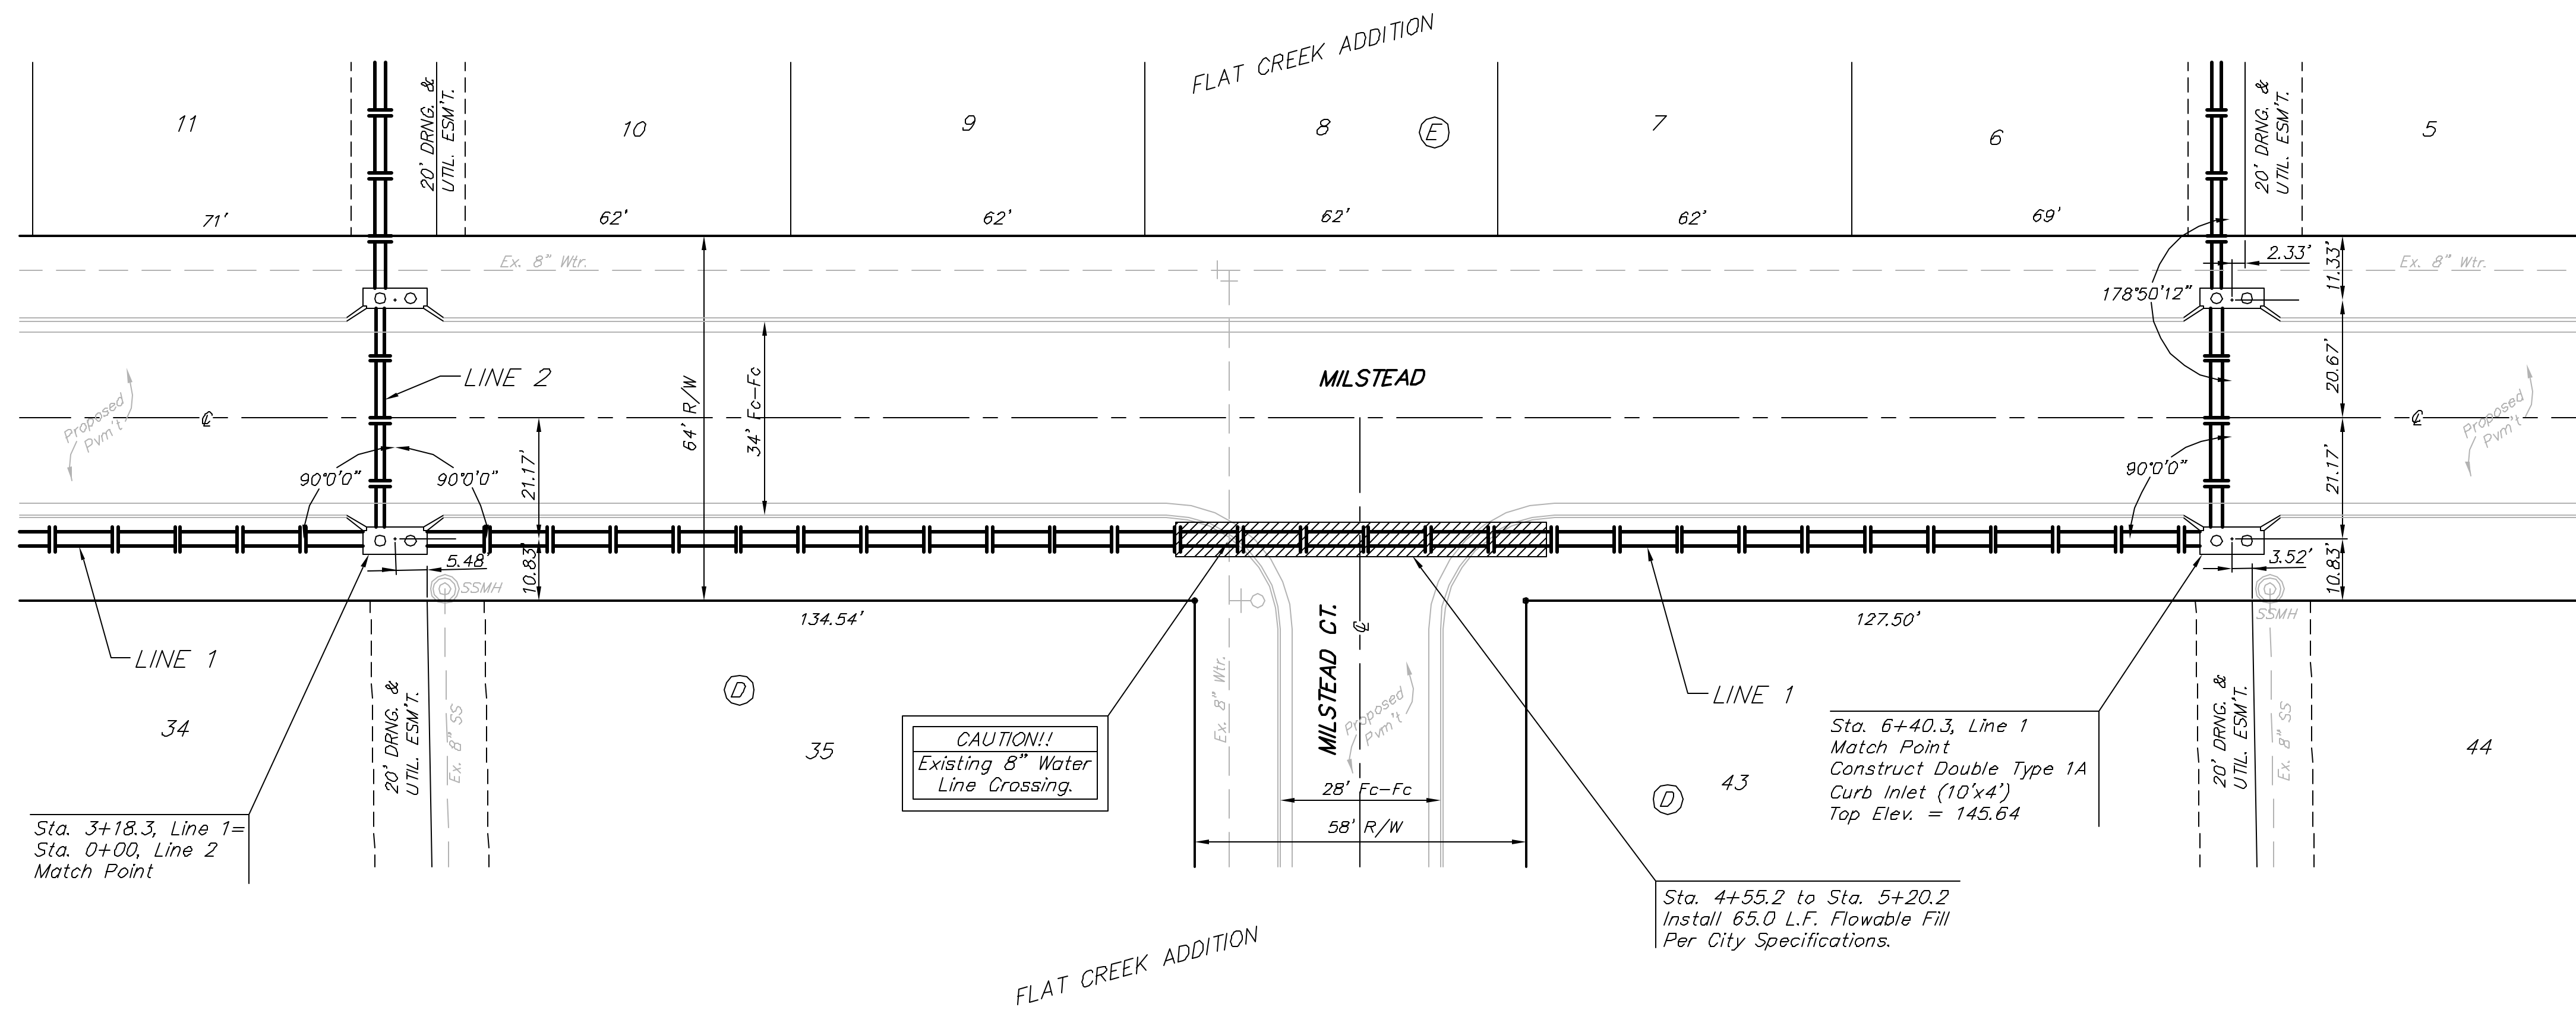 FLAT CREEK ADDITION
11
20' DRNG. &
UTIL. ESM'T.
10
9
8
E
7
6
20' DRNG. &
UTIL. ESM'T.
5
71'
62'
62'
62'
62'
69'
Ex. 8" Wtr.
2.33'
11.33'
Ex. 8" Wtr.
178°50'12"
LINE 2
64' R/W
34' Fc-Fc
MILSTEAD
20.67'
Proposed
Pvm't
℄
℄
Proposed
Pvm't
90°0'0"
90°0'0"
21.17'
90°0'0"
21.17'
5.48'
10.83'
SSMH
3.52'
10.83'
SSMH
134.54'
127.50'
LINE 1
34
20' DRNG. &
UTIL. ESM'T.
Ex. 8" SS
D
35
CAUTION!!
Existing 8" Water
Line Crossing.
Ex. 8" Wtr.
MILSTEAD CT.
℄
Proposed
Pvm't
28' Fc-Fc
58' R/W
LINE 1
D
43
Sta. 6+40.3, Line 1
Match Point
Construct Double Type 1A
Curb Inlet (10'x4')
Top Elev. = 145.64
20' DRNG. &
UTIL. ESM'T.
Ex. 8" SS
44
Sta. 3+18.3, Line 1=
Sta. 0+00, Line 2
Match Point
Sta. 4+55.2 to Sta. 5+20.2
Install 65.0 L.F. Flowable Fill
Per City Specifications.
FLAT CREEK ADDITION